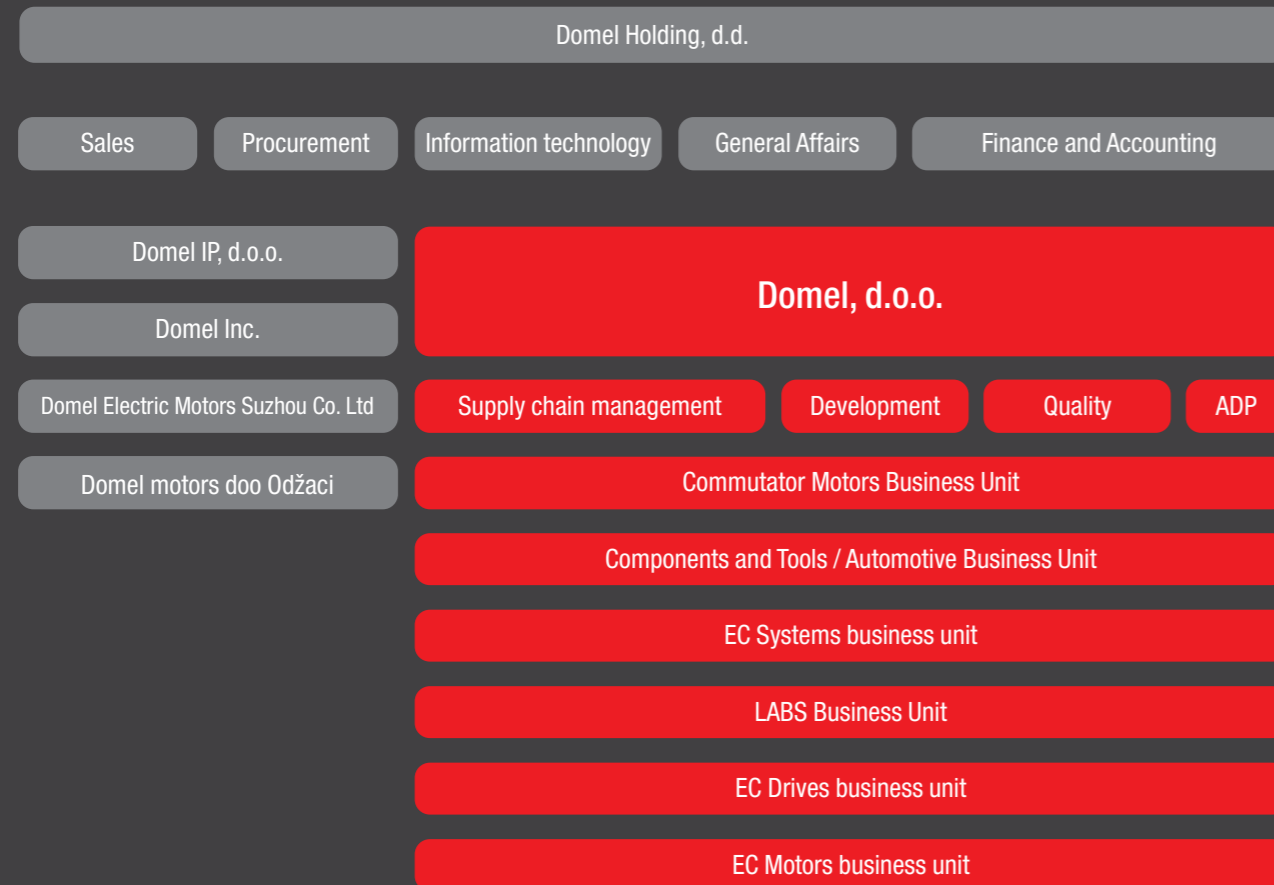 Domel Holding, d.d.
Sales
Procurement
Information technology
General Affairs
Finance and Accounting
Domel IP, d.o.o.
Domel Inc.
Domel Electric Motors Suzhou Co. Ltd
Domel motors doo Odžaci
Domel, d.o.o.
Supply chain management
Development
Quality
ADP
Commutator Motors Business Unit
Components and Tools / Automotive Business Unit
EC Systems business unit
LABS Business Unit
EC Drives business unit
EC Motors business unit